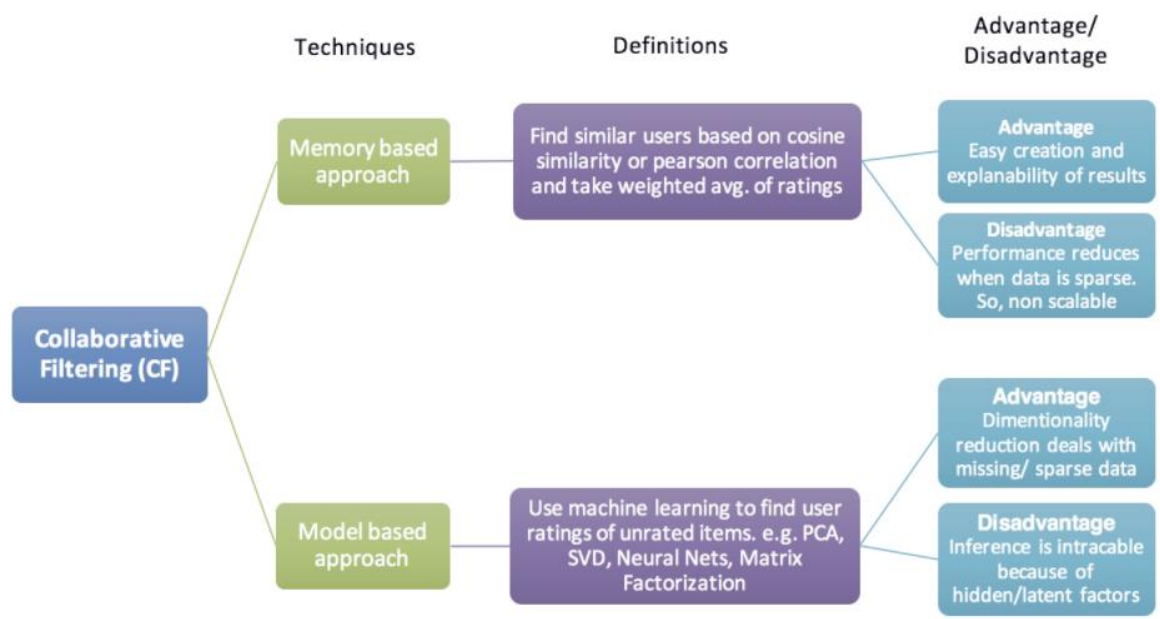 Techniques
Definitions
Advantage/
Disadvantage
Collaborative
Filtering (CF)
Memory based
approach
Find similar users based on cosine
similarity or pearson correlation
and take weighted avg. of ratings
Advantage
Easy creation and
explanability of results
Disadvantage
Performance reduces
when data is sparse.
So, non scalable
Model based
approach
Use machine learning to find user
ratings of unrated items. e.g. PCA,
SVD, Neural Nets, Matrix
Factorization
Advantage
Dimentionality
reduction deals with
missing/ sparse data
Disadvantage
Inference is intracable
because of
hidden/latent factors